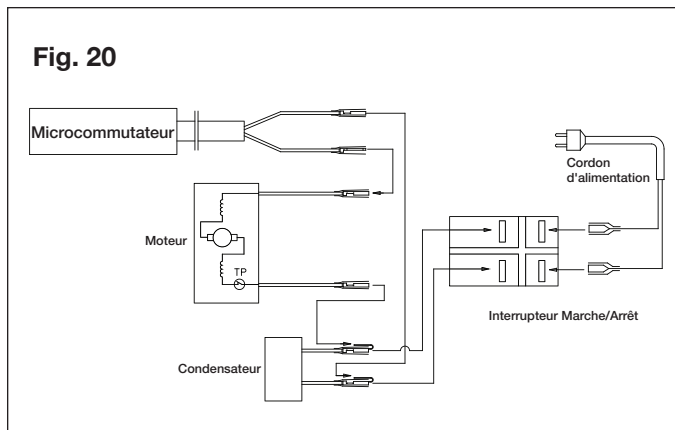 Fig. 20
Microcommutateur
Cordon
d'alimentation
Moteur
TP
Interrupteur Marche/Arrêt
Condensateur